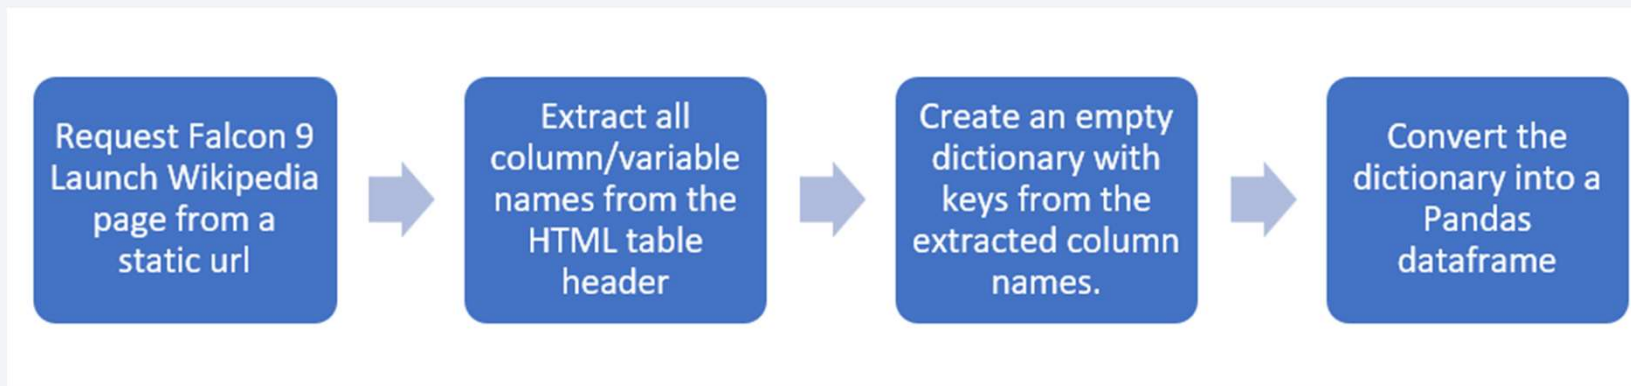 Request Falcon 9
Launch Wikipedia
page from a
static url
Extract all
column/variable
names from the
HTML table
header
Create an empty
dictionary with
keys from the
extracted column
names.
Convert the
dictionary into a
Pandas
dataframe